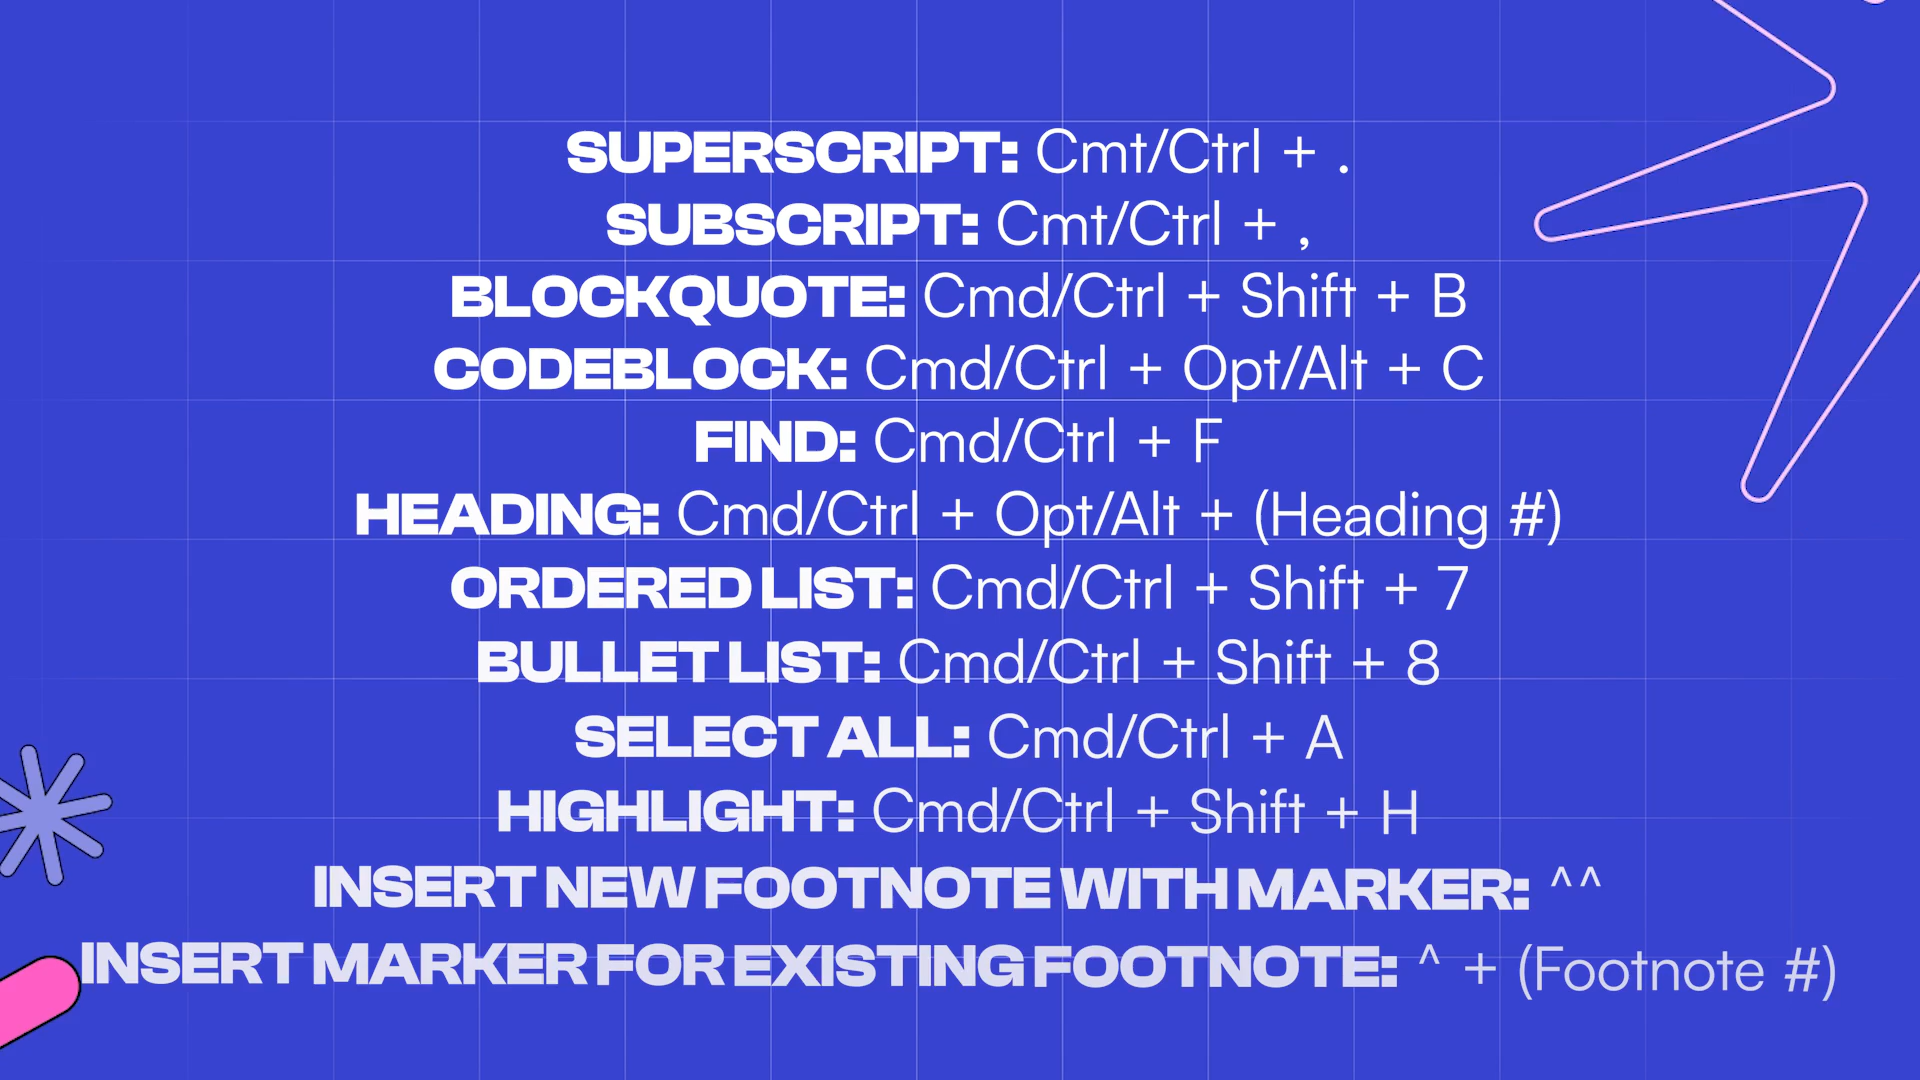 SUPERSCRIPT: Cmt/Ctrl + .
SUBSCRIPT: Cmt/Ctrl + ,
BLOCKQUOTE: Cmd/Ctrl + Shift + B
CODEBLOCK: Cmd/Ctrl + Opt/Alt + C
FIND: Cmd/Ctrl + F
HEADING: Cmd/Ctrl + Opt/Alt + (Heading #)
ORDERED LIST: Cmd/Ctrl + Shift + 7
BULLET LIST: Cmd/Ctrl + Shift + 8
SELECT ALL: Cmd/Ctrl + A
HIGHLIGHT: Cmd/Ctrl + Shift + H
INSERT NEW FOOTNOTE WITH MARKER: ^^
INSERT MARKER FOR EXISTING FOOTNOTE: ^ + (Footnote #)